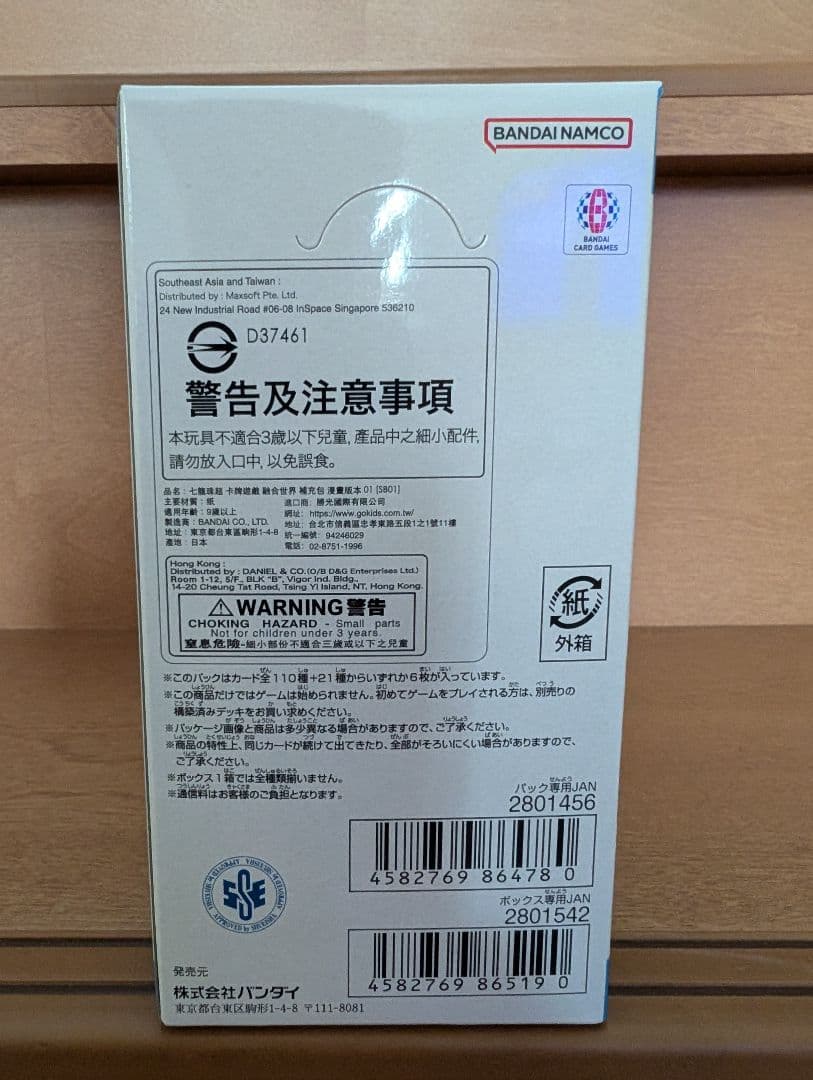 BANDAI NAMCO
BANDAI
CARD GAMES
Southeast Asia and Taiwan :
Distributed by : Maxsoft Pte. Ltd.
24 New Industrial Road #06-08 InSpace Singapore 536210
D37461
警告及注意事項
本玩具不適合3歲以下兒童, 產品中之細小配件,
請勿放入口中, 以免誤食。
品名：七龍珠超 卡牌遊戲 融合世界 補充包 漫畫版本 01 [SB01]
主要材質：紙
適用年齡：9歲以上
製造商：BANDAI CO., LTD.
地址：東京都台東區駒形1-4-8
產地：日本
進口商：勝光國際有限公司
網址：https://www.gokids.com.tw/
地址：台北市信義區忠孝東路五段1之1號11樓
統一編號：94246029
電話：02-8751-1996
Hong Kong :
Distributed by : DANIEL & CO.(O/B D&G Enterprises Ltd.)
Room 1-12, 5/F., BLK "B", Vigor Ind. Bldg.,
14-20 Cheung Tat Road, Tsing Yi Island, NT, Hong Kong.
WARNING 警告
CHOKING HAZARD - Small parts
Not for children under 3 years.
窒息危險-細小部份不適合三歲或以下之兒童
紙
外箱
※このパックはカード全110種+21種からいずれか6枚が入っています。
※この商品だけではゲームは始められません。初めてゲームをプレイされる方は、別売りの
構築済みデッキをお買い求めください。
※パッケージ画像と商品は多少異なる場合がありますので、ご了承ください。
※商品の特性上、同じカードが続けて出てきたり、全部がそろいにくい場合がありますので、
ご了承ください。
※ボックス1箱では全種類揃いません。
※通信料はお客様のご負担となります。
パック専用JAN
2801456
4582769 86478 0
ボックス専用JAN
2801542
4582769 86519 0
発売元
株式会社バンダイ
東京都台東区駒形1-4-8 〒111-8081